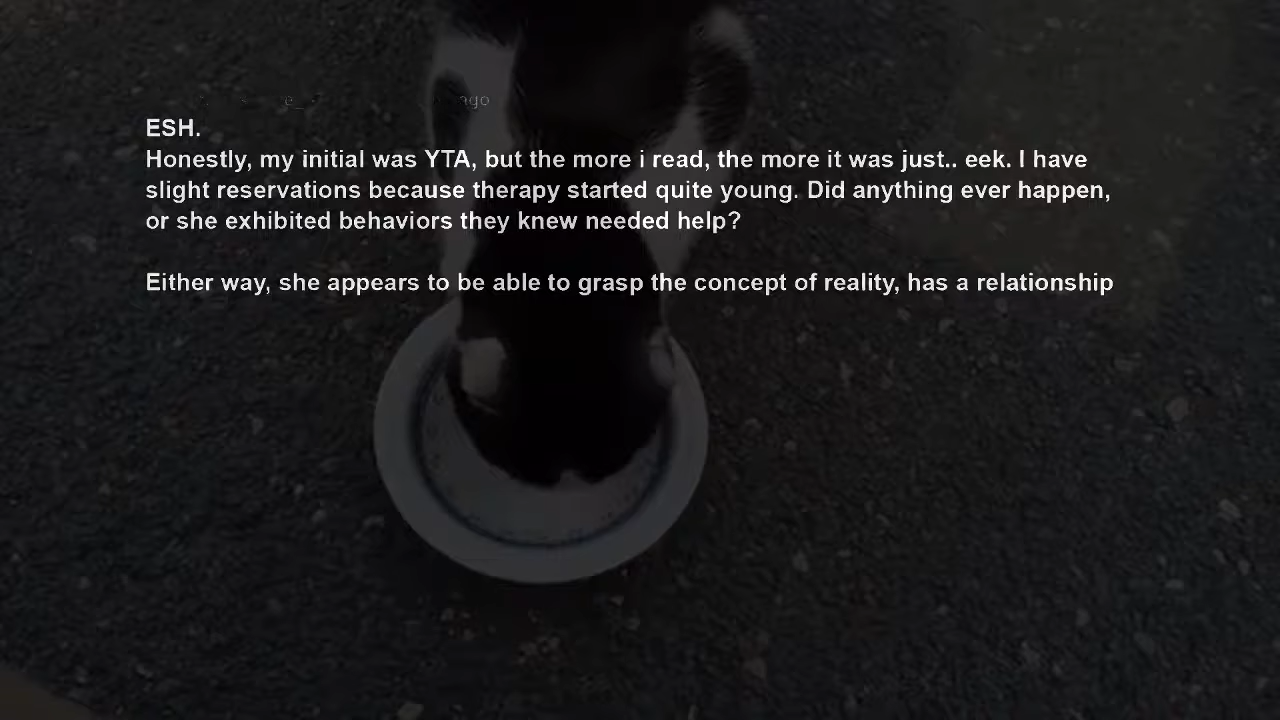 ago
ESH.
Honestly, my initial was YTA, but the more i read, the more it was just.. eek. I have
slight reservations because therapy started quite young. Did anything ever happen,
or she exhibited behaviors they knew needed help?
Either way, she appears to be able to grasp the concept of reality, has a relationship